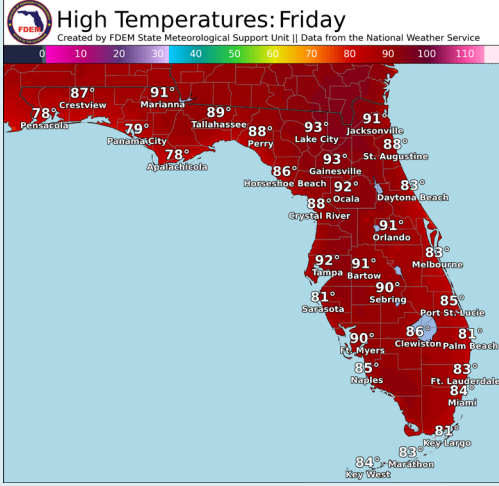 High Temperatures: Friday
Created by FDEM State Meteorological Support Unit || Data from the National Weather Service
FDEM
0 10 20 30 40 50 60 70 80 90 100 110
87°
Crestview
91°
Marianna
78°
Pensacola
79°
Panama City
89°
Tallahassee
78°
Apalachicola
88°
Perry
93°
Lake City
91°
Jacksonville
88°
St. Augustine
93°
Gainesville
86°
Horseshoe Beach
92°
Ocala
83°
Daytona Beach
88°
Crystal River
91°
Orlando
83°
Melbourne
92°
Tampa
91°
Bartow
90°
Sebring
81°
Sarasota
85°
Port St. Lucie
86°
Clewiston
81°
Palm Beach
90°
Ft. Myers
85°
Naples
83°
Ft. Lauderdale
84°
Miami
81°
Key Largo
83°
Marathon
84°
Key West